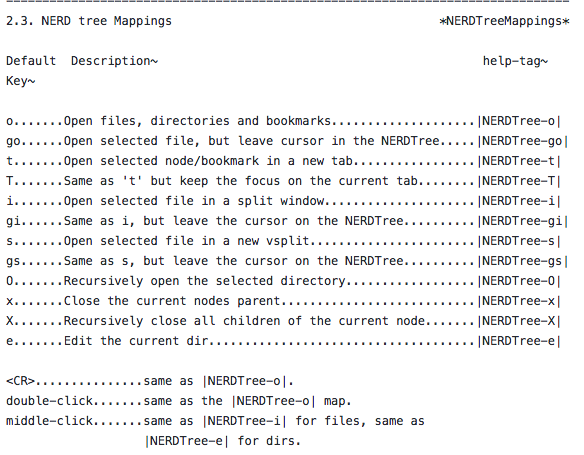 ==============================================================================
2.3. NERD tree Mappings *NERDTreeMappings*
Default Description~ help-tag~
Key~
o.......Open files, directories and bookmarks....................|NERDTree-o|
go......Open selected file, but leave cursor in the NERDTree.....|NERDTree-go|
t.......Open selected node/bookmark in a new tab.................|NERDTree-t|
T.......Same as 't' but keep the focus on the current tab........|NERDTree-T|
i.......Open selected file in a split window.....................|NERDTree-i|
gi......Same as i, but leave the cursor on the NERDTree..........|NERDTree-gi|
s.......Open selected file in a new vsplit.......................|NERDTree-s|
gs......Same as s, but leave the cursor on the NERDTree..........|NERDTree-gs|
O.......Recursively open the selected directory..................|NERDTree-O|
x.......Close the current nodes parent...........................|NERDTree-x|
X.......Recursively close all children of the current node.......|NERDTree-X|
e.......Edit the current dir.....................................|NERDTree-e|
<CR>...............same as |NERDTree-o|.
double-click.......same as the |NERDTree-o| map.
middle-click.......same as |NERDTree-i| for files, same as
|NERDTree-e| for dirs.